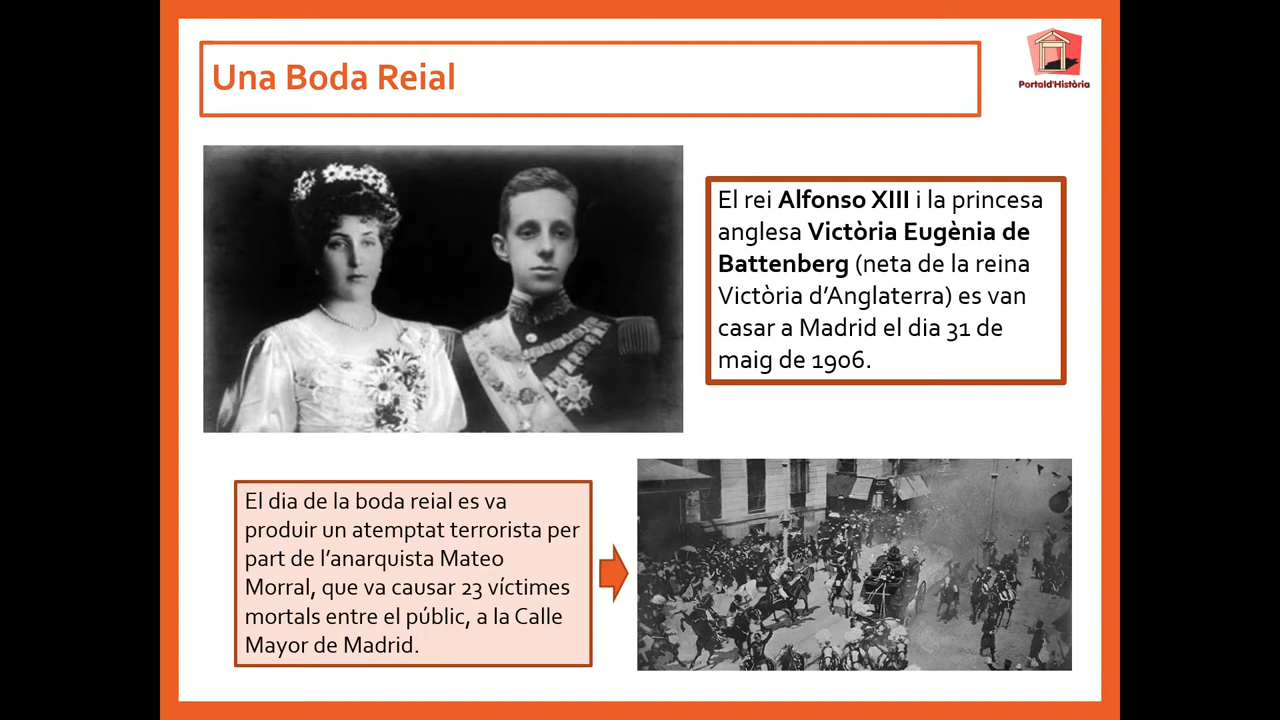 Una Boda Reial
Portald'Història
El rei Alfonso XIII i la princesa
anglesa Victòria Eugènia de
Battenberg (neta de la reina
Victòria d'Anglaterra) es van
casar a Madrid el dia 31 de
maig de 1906.
El dia de la boda reial es va
produir un atemptat terrorista per
part de l'anarquista Mateo
Morral, que va causar 23 víctimes
mortals entre el públic, a la Calle
Mayor de Madrid.